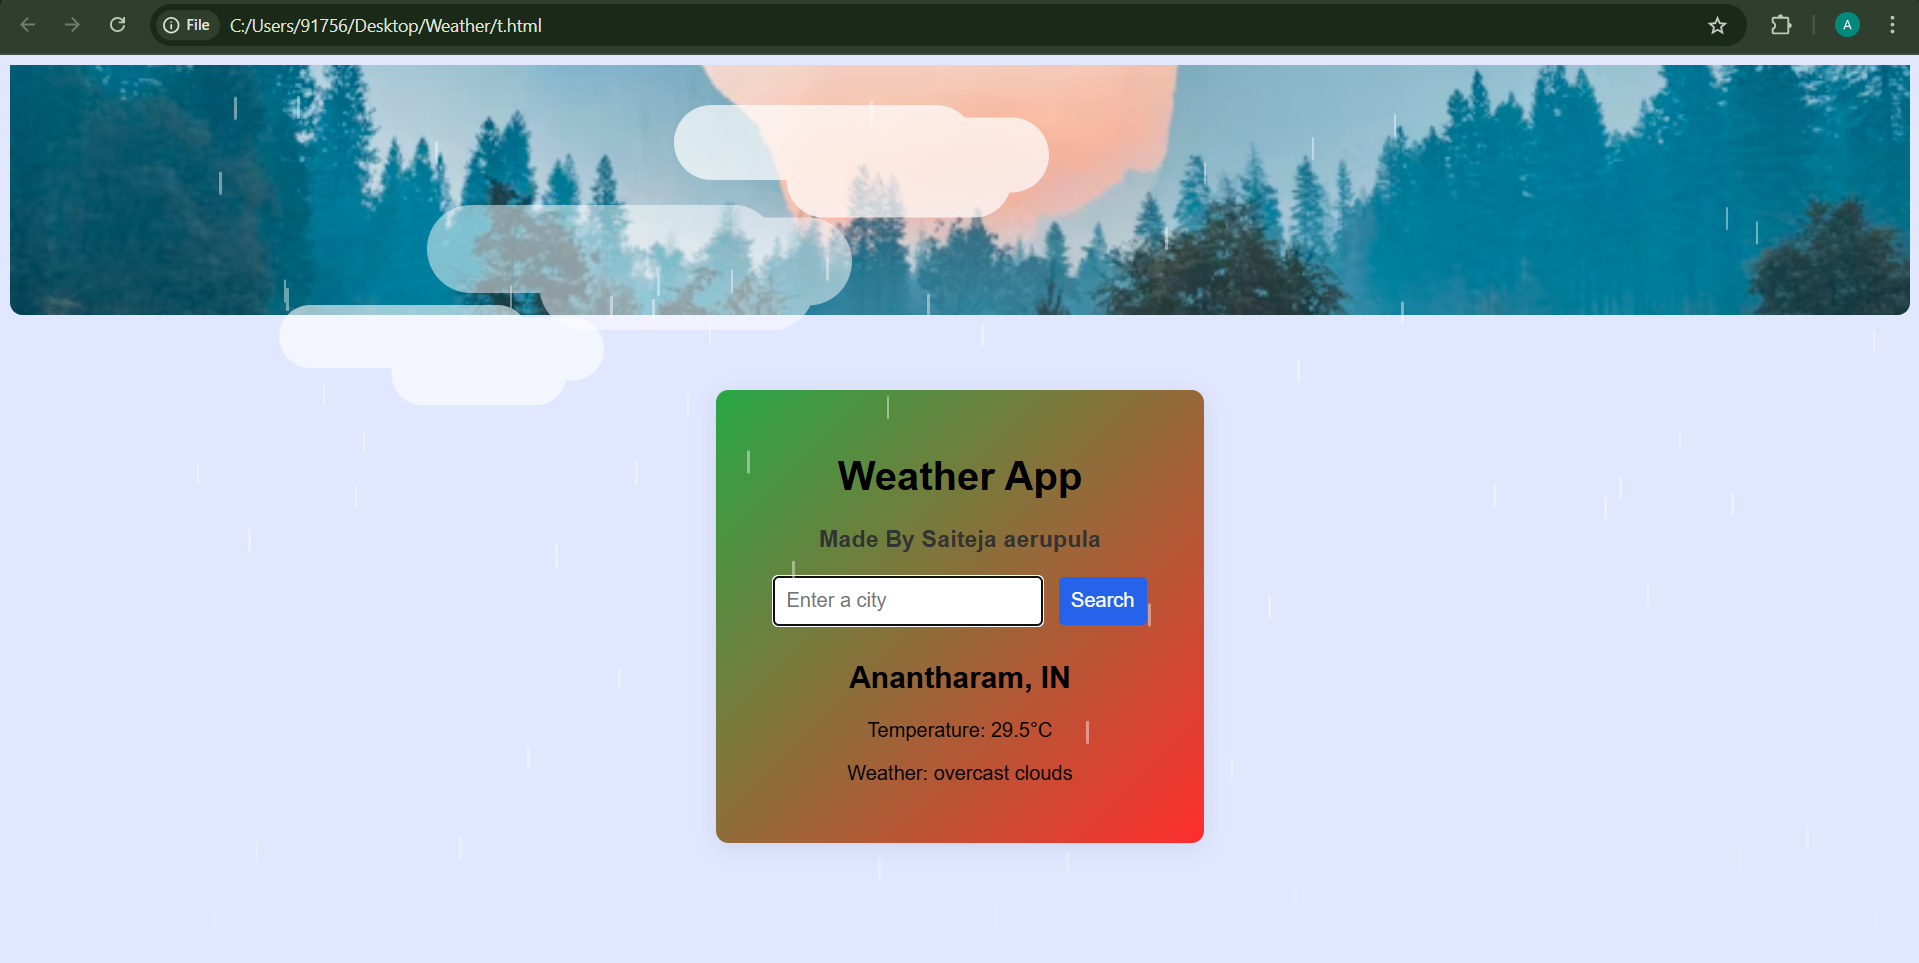 File C:/Users/91756/Desktop/Weather/t.html
A
Weather App
Made By Saiteja aerupula
Enter a city Search
Anantharam, IN
Temperature: 29.5°C
Weather: overcast clouds